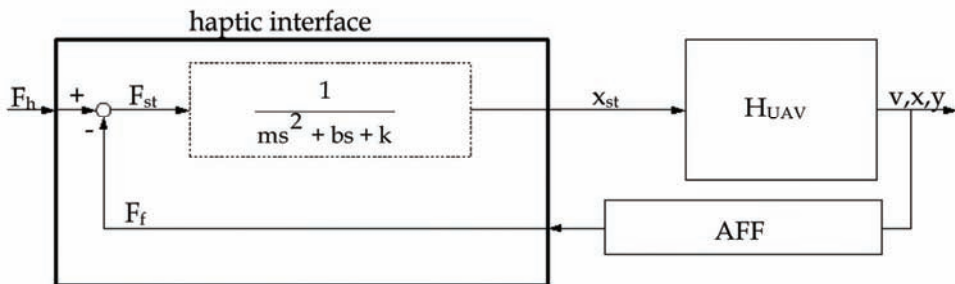 haptic interface
F_h
+
-
F_st
1
ms^2 + bs + k
x_st
H_UAV
v,x,y
F_f
AFF